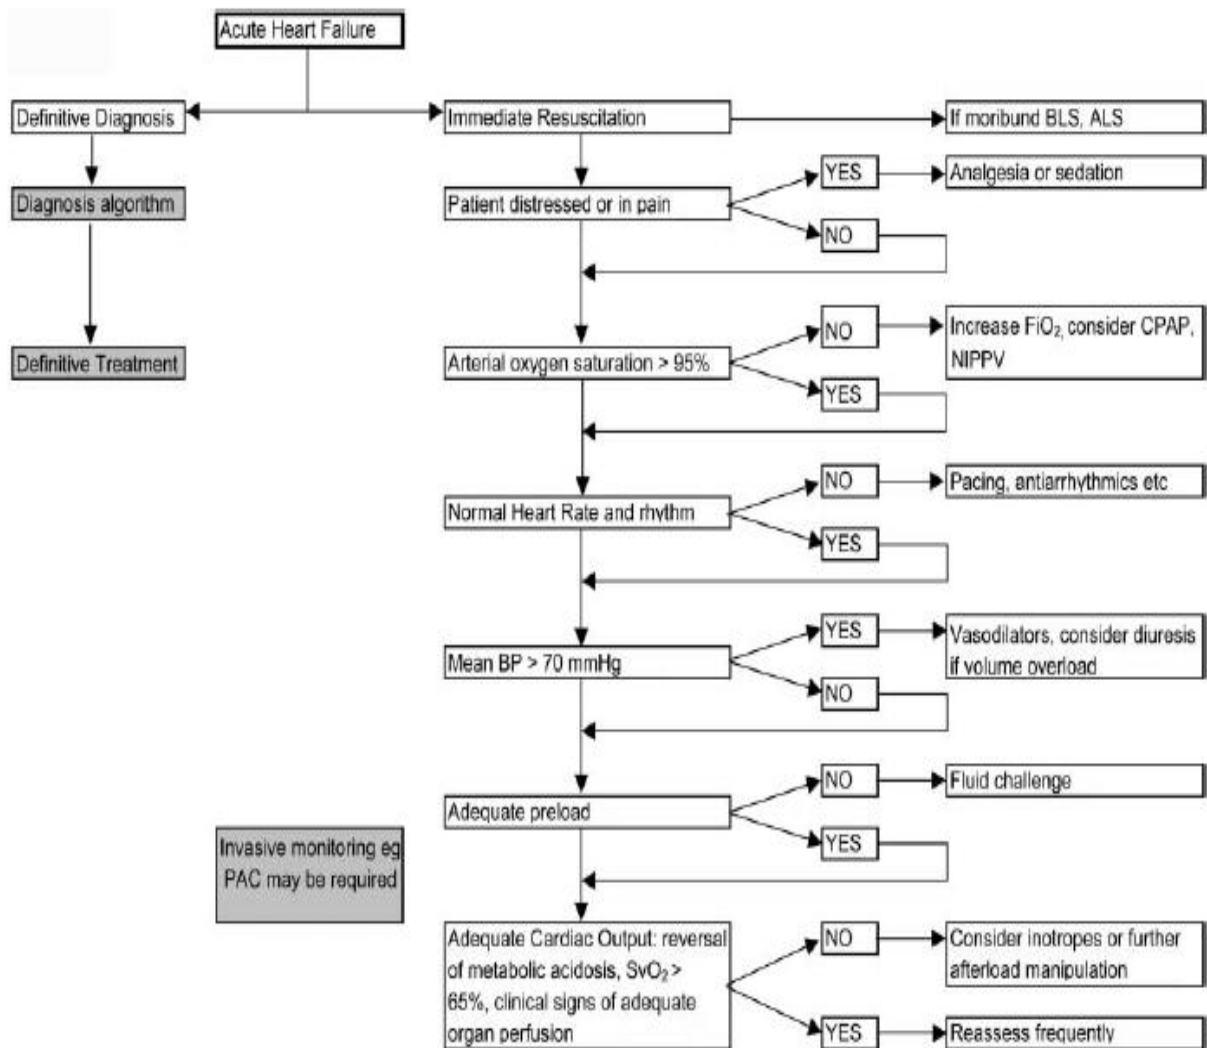 Acute Heart Failure
Definitive Diagnosis
Immediate Resuscitation
If moribund BLS, ALS
Diagnosis algorithm
Patient distressed or in pain
YES
Analgesia or sedation
NO
Definitive Treatment
Arterial oxygen saturation > 95%
NO
Increase FiO₂, consider CPAP,
NIPPV
YES
Normal Heart Rate and rhythm
NO
Pacing, antiarrhythmics etc
YES
Mean BP > 70 mmHg
YES
Vasodilators, consider diuresis
if volume overload
NO
Adequate preload
NO
Fluid challenge
YES
Invasive monitoring eg
PAC may be required
Adequate Cardiac Output: reversal
of metabolic acidosis, SvO₂ >
65%, clinical signs of adequate
organ perfusion
NO
Consider inotropes or further
afterload manipulation
YES
Reassess frequently